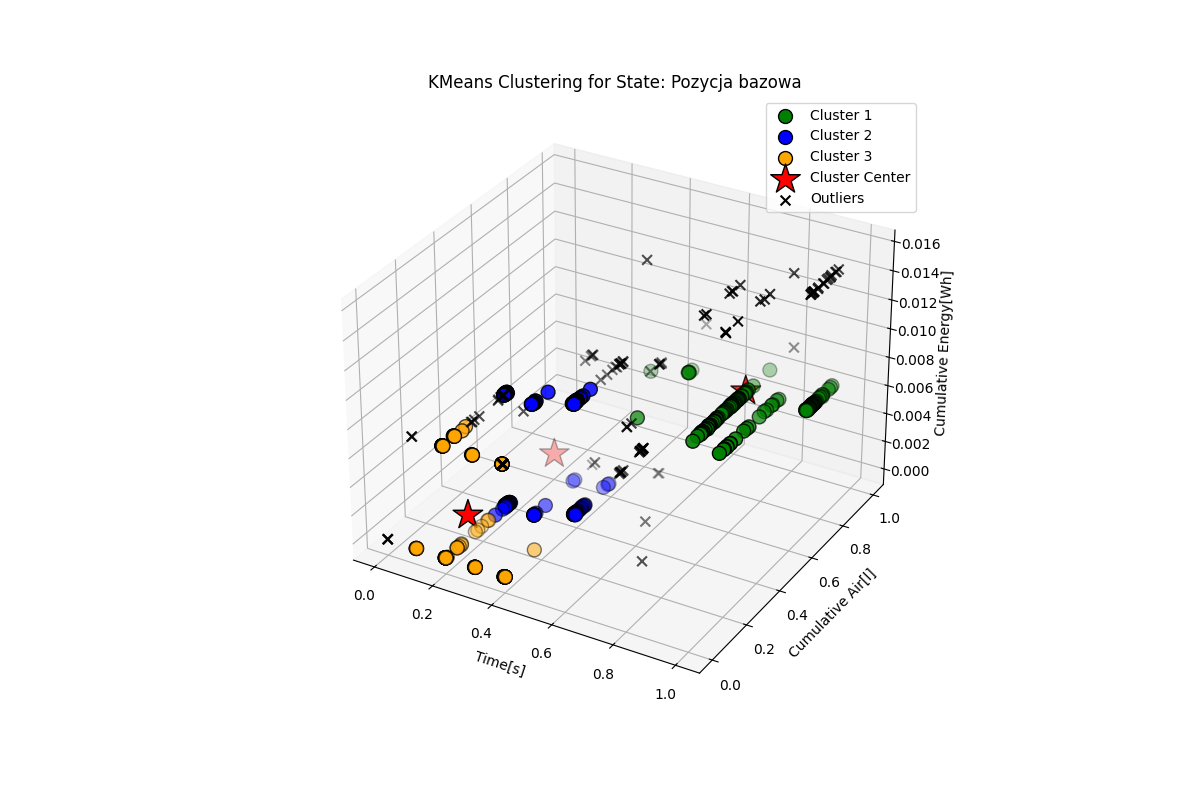 KMeans Clustering for State: Pozycja bazowa
Cluster 1
Cluster 2
Cluster 3
Cluster Center
Outliers
0.016
0.014
0.012
0.010
0.008
0.006
0.004
0.002
0.000
Cumulative Energy[Wh]
1.0
0.8
0.6
0.4
0.2
0.0
Cumulative Air[l]
0.0
0.2
0.4
0.6
0.8
1.0
Time[s]